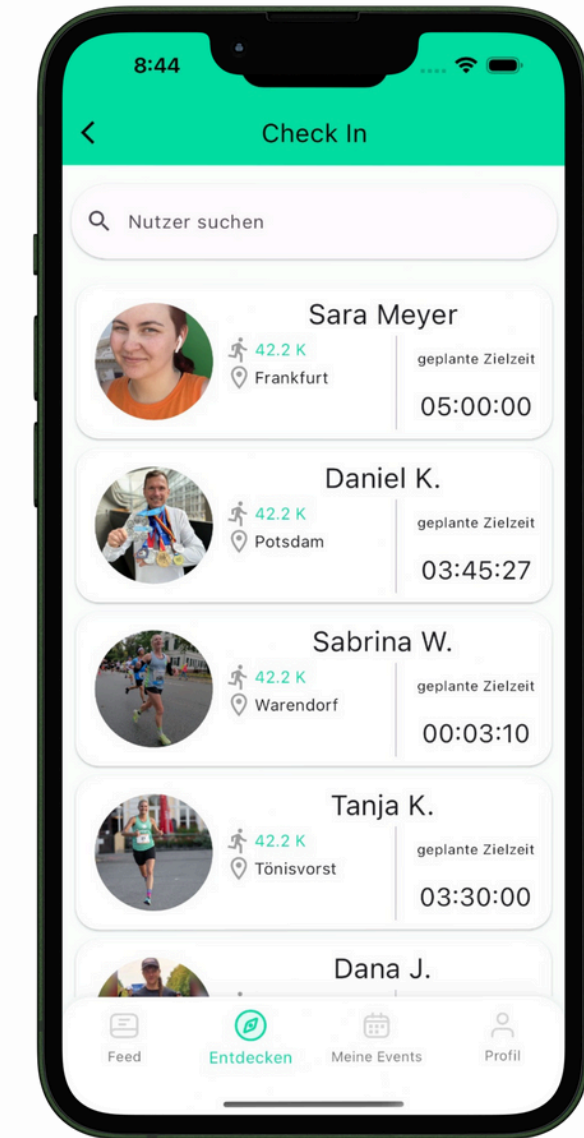 8:44
Check In
Nutzer suchen
Sara Meyer
42.2 K
Frankfurt
geplante Zielzeit
05:00:00
Daniel K.
42.2 K
Potsdam
geplante Zielzeit
03:45:27
Sabrina W.
42.2 K
Warendorf
geplante Zielzeit
00:03:10
Tanja K.
42.2 K
Tönisvorst
geplante Zielzeit
03:30:00
Dana J.
Feed
Entdecken
Meine Events
Profil